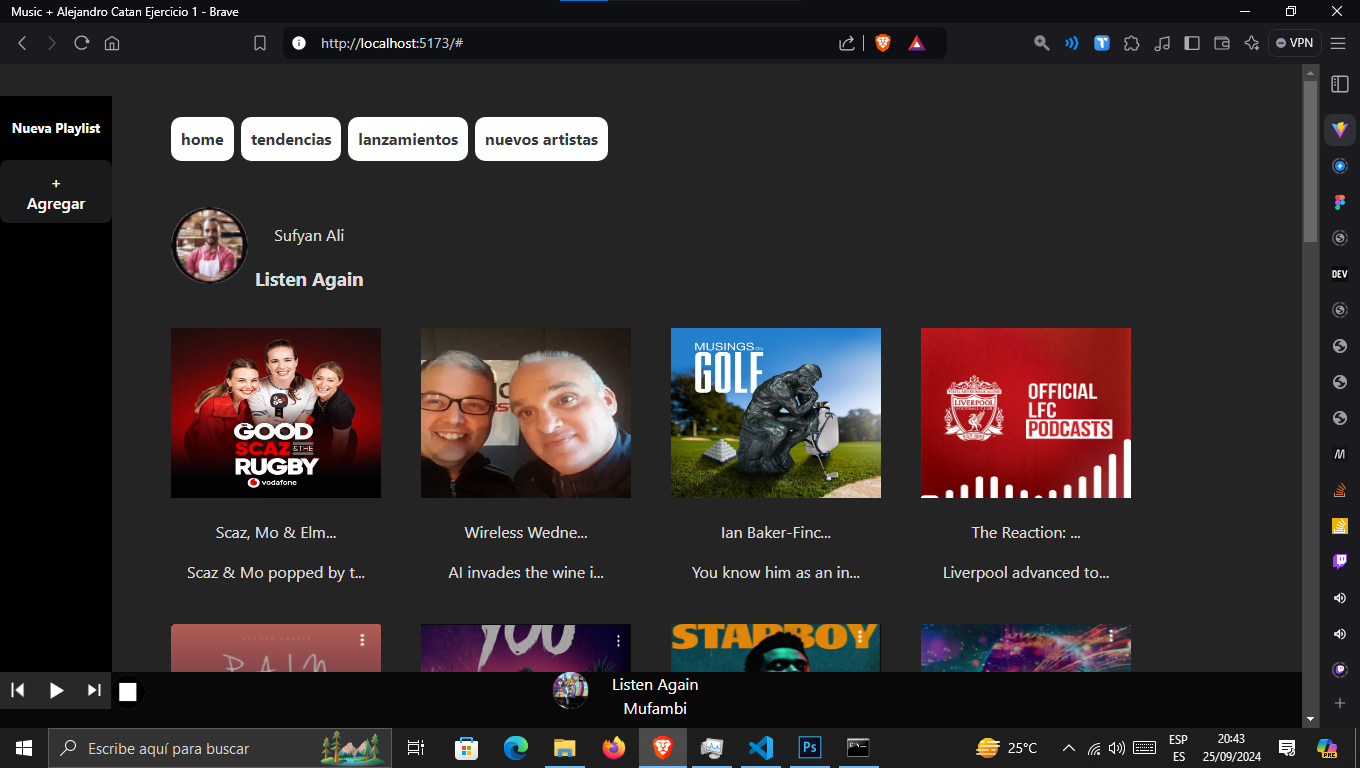 Music + Alejandro Catan Ejercicio 1 - Brave
http://localhost:5173/#
VPN
Nueva Playlist
+
Agregar
home
tendencias
lanzamientos
nuevos artistas
Sufyan Ali
Listen Again
GOOD
SCAZ &THE
RUGBY
vodafone
MUSINGS ON
GOLF
LIVERPOOL
OFFICIAL
LFC
PODCASTS
Scaz, Mo & Elm...
Wireless Wedne...
Ian Baker-Finc...
The Reaction: ...
Scaz & Mo popped by t...
AI invades the wine i...
You know him as an in...
Liverpool advanced to...
YOU
STARBOY
Listen Again
Mufambi
DEV
Escribe aquí para buscar
Ps
25°C
ESP
ES
20:43
25/09/2024
PRE